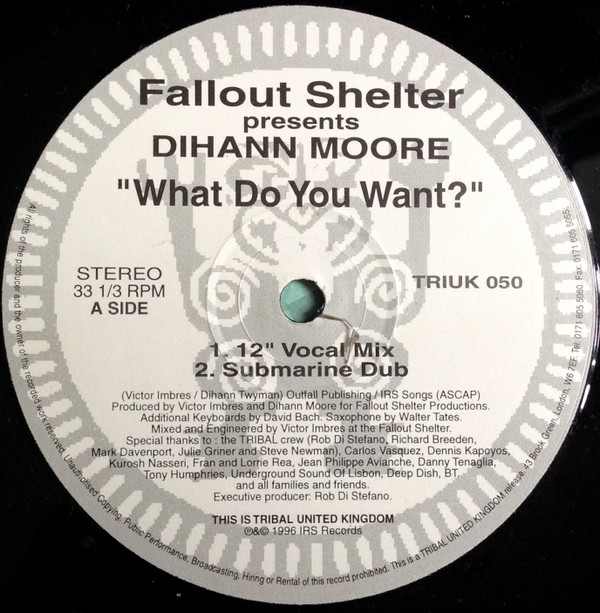 Fallout Shelter
presents
DIHANN MOORE
"What Do You Want?"
STEREO
33 1/3 RPM
A SIDE
TRIUK 050
1. 12" Vocal Mix
2. Submarine Dub
(Victor Imbres / Dihann Twyman) Outfall Publishing / IRS Songs (ASCAP)
Produced by Victor Imbres and Dihann Moore for Fallout Shelter Productions.
Additional Keyboards by David Bach. Saxophone by Walter Tates.
Mixed and Engineered by Victor Imbres at the Fallout Shelter.
Special thanks to : the TRIBAL crew (Rob Di Stefano, Richard Breeden,
Mark Davenport, Julie Griner and Steve Newman), Carlos Vasquez, Dennis Kapoyos,
Kurosh Nasseri, Fran and Lorrie Rea, Jean Philippe Avianche, Danny Tenaglia,
Tony Humphries, Underground Sound Of Lisbon, Deep Dish, BT,
and all families and friends.
Executive producer: Rob Di Stefano.
THIS IS TRIBAL UNITED KINGDOM
℗&© 1996 IRS Records
All rights of the producer and the owner of the recorded work reserved. Unauthorised Copying, Public Performance, Broadcasting, Hiring or Rental of this record prohibited. This is a TRIBAL UNITED KINGDOM release. 43 Brook Green, London, W6 7EF. Tel. 0171 605 5080. Fax. 0171 605 5055.